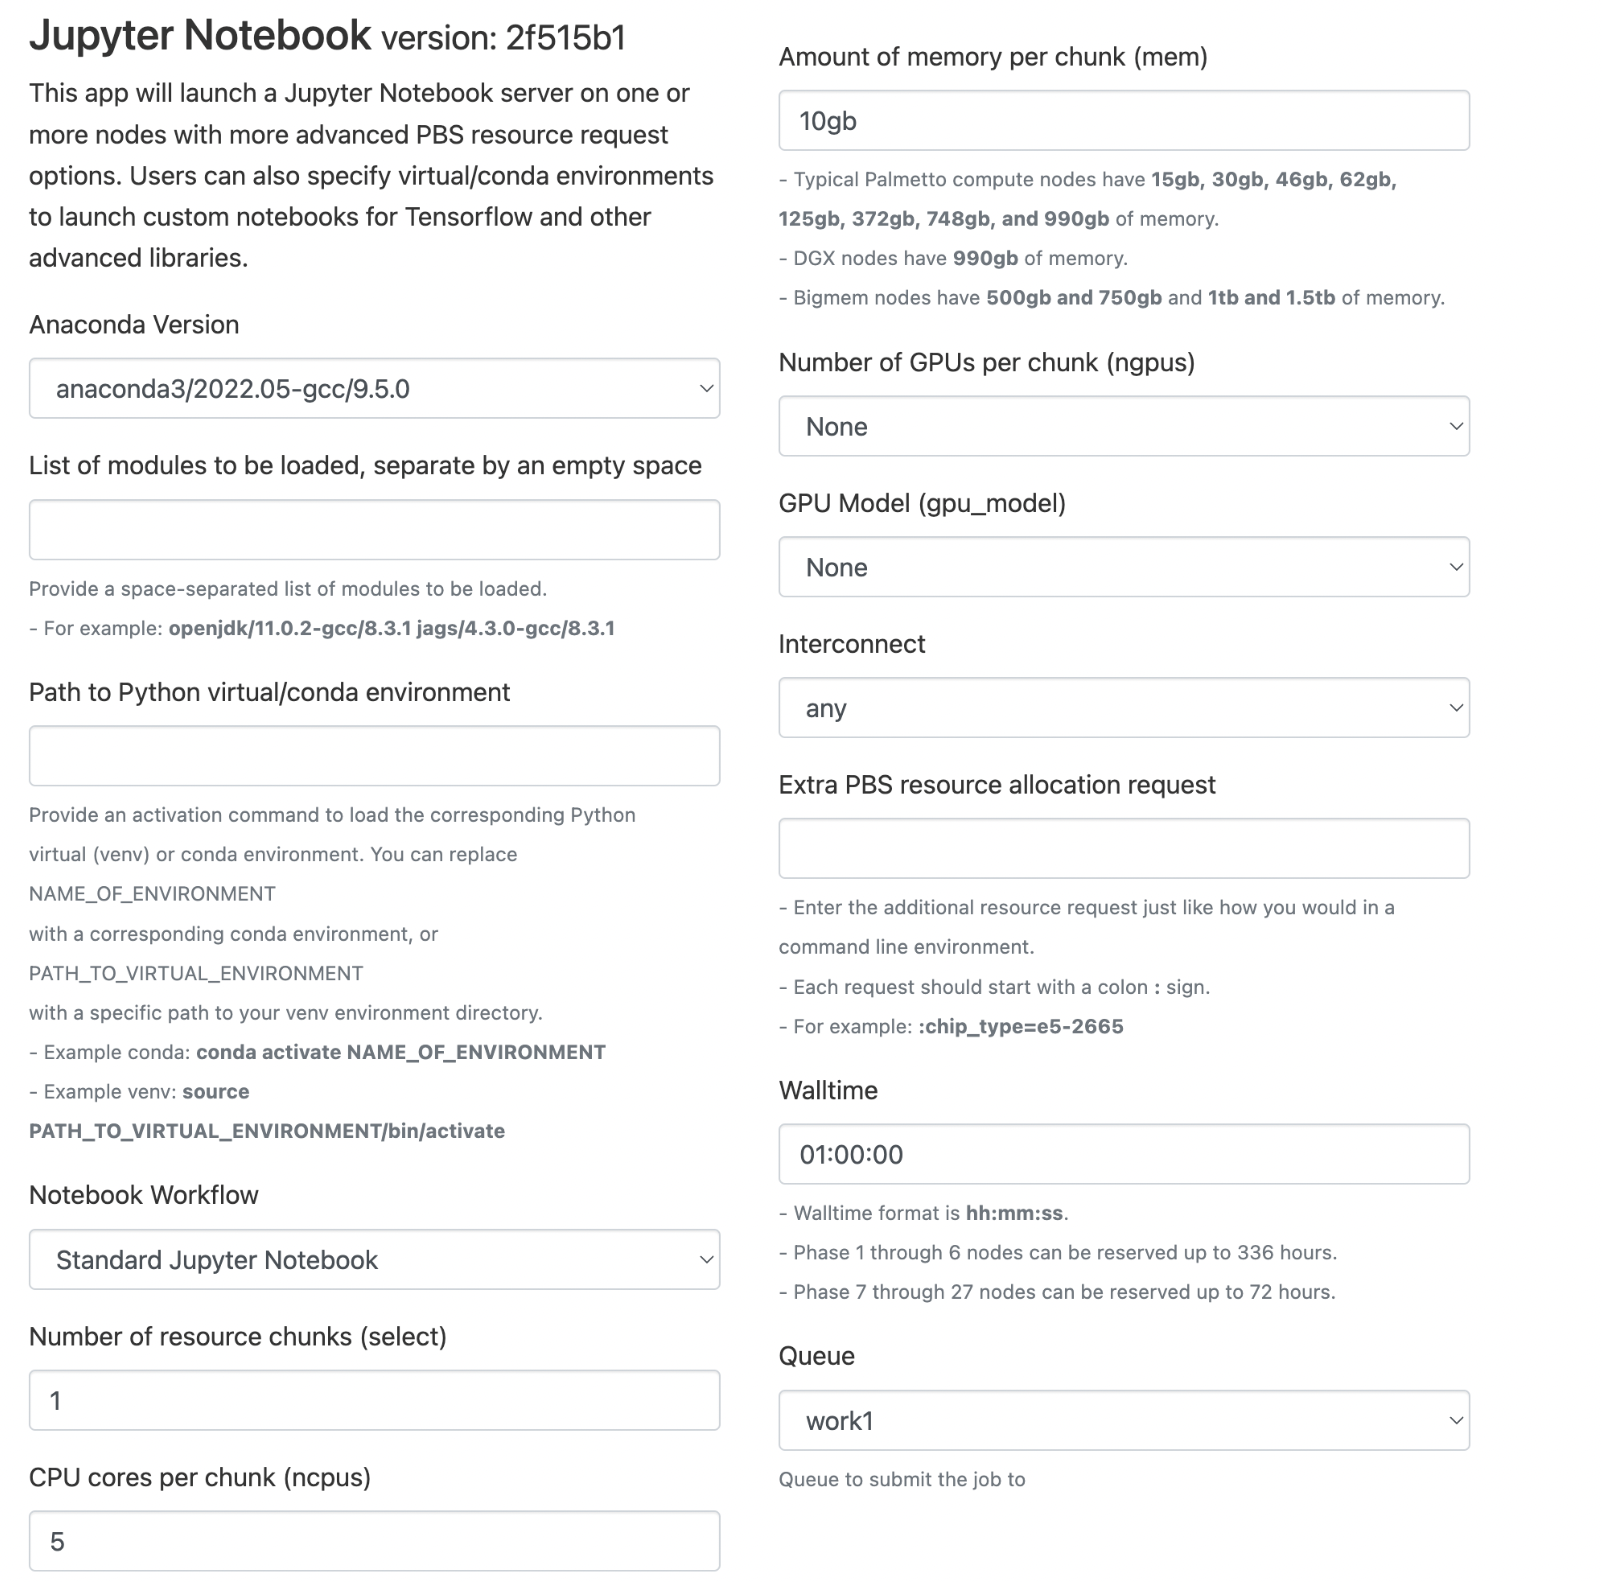 Jupyter Notebook version: 2f515b1
This app will launch a Jupyter Notebook server on one or
more nodes with more advanced PBS resource request
options. Users can also specify virtual/conda environments
to launch custom notebooks for Tensorflow and other
advanced libraries.
Anaconda Version
anaconda3/2022.05-gcc/9.5.0
List of modules to be loaded, separate by an empty space
Provide a space-separated list of modules to be loaded.
- For example: openjdk/11.0.2-gcc/8.3.1 jags/4.3.0-gcc/8.3.1
Path to Python virtual/conda environment
Provide an activation command to load the corresponding Python
virtual (venv) or conda environment. You can replace
NAME_OF_ENVIRONMENT
with a corresponding conda environment, or
PATH_TO_VIRTUAL_ENVIRONMENT
with a specific path to your venv environment directory.
- Example conda: conda activate NAME_OF_ENVIRONMENT
- Example venv: source
PATH_TO_VIRTUAL_ENVIRONMENT/bin/activate
Notebook Workflow
Standard Jupyter Notebook
Number of resource chunks (select)
1
CPU cores per chunk (ncpus)
5
Amount of memory per chunk (mem)
10gb
- Typical Palmetto compute nodes have 15gb, 30gb, 46gb, 62gb,
125gb, 372gb, 748gb, and 990gb of memory.
- DGX nodes have 990gb of memory.
- Bigmem nodes have 500gb and 750gb and 1tb and 1.5tb of memory.
Number of GPUs per chunk (ngpus)
None
GPU Model (gpu_model)
None
Interconnect
any
Extra PBS resource allocation request
- Enter the additional resource request just like how you would in a
command line environment.
- Each request should start with a colon : sign.
- For example: :chip_type=e5-2665
Walltime
01:00:00
- Walltime format is hh:mm:ss.
- Phase 1 through 6 nodes can be reserved up to 336 hours.
- Phase 7 through 27 nodes can be reserved up to 72 hours.
Queue
work1
Queue to submit the job to